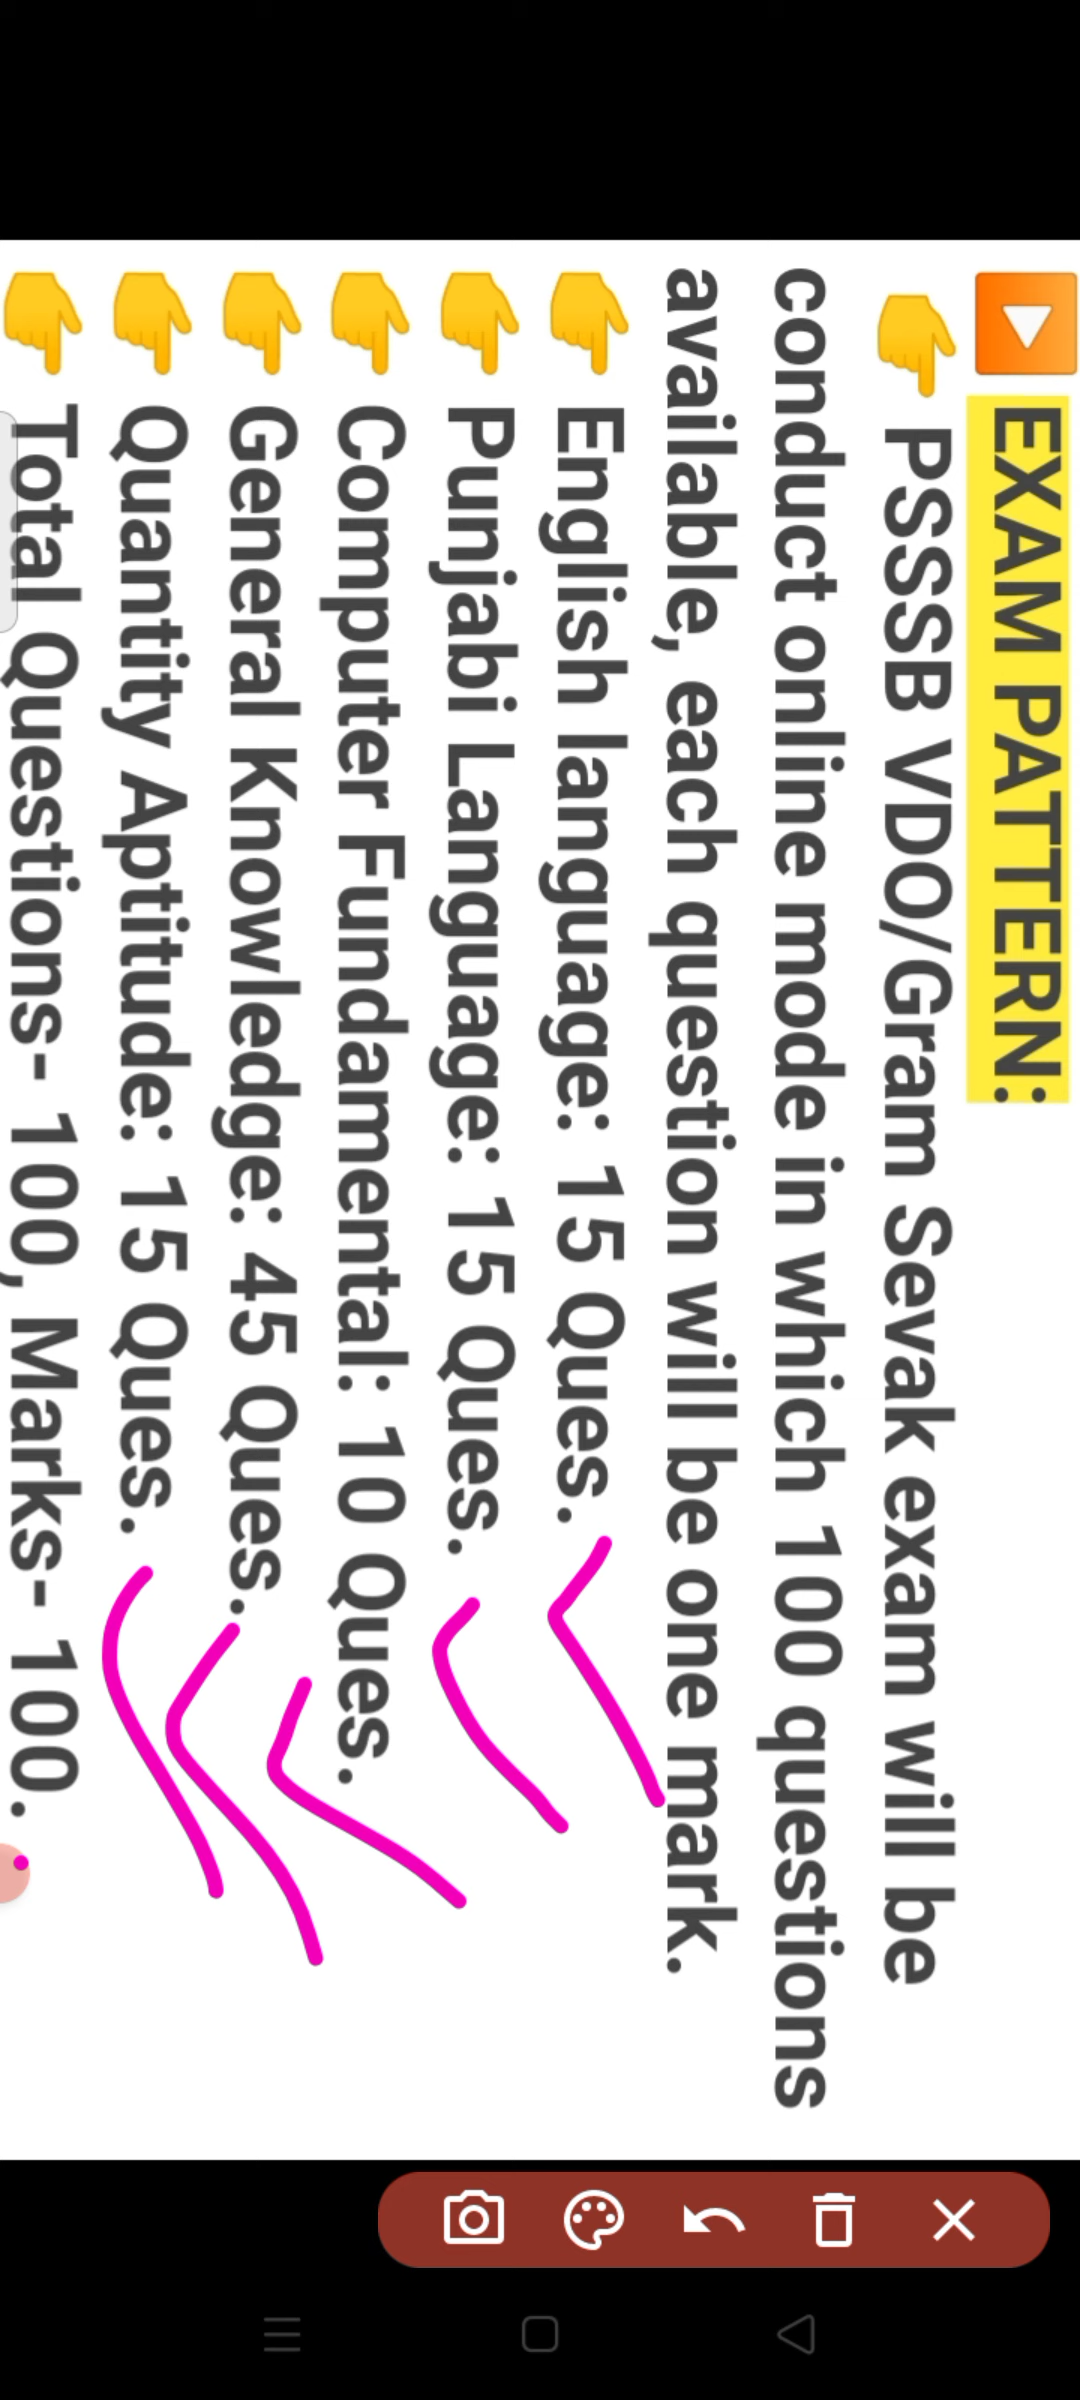 EXAM PATTERN:
PSSSB VDO/Gram Sevak exam will be
conduct online mode in which 100 questions
available, each question will be one mark.
English language: 15 Ques.
Punjabi Language: 15 Ques.
Computer Fundamental: 10 Ques.
General Knowledge: 45 Ques.
Quantity Aptitude: 15 Ques.
Total Questions- 100, Marks- 100.